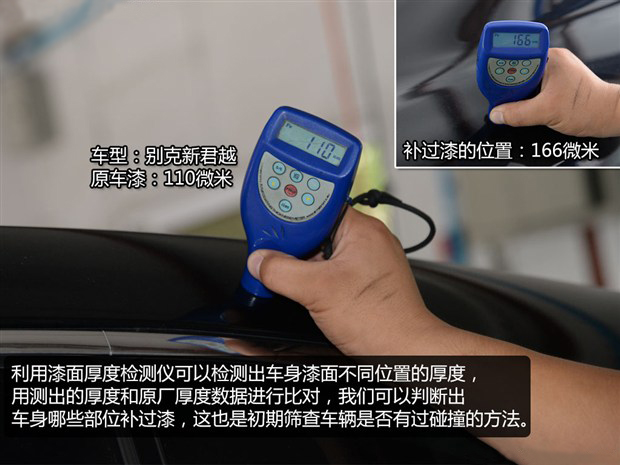 车型：别克新君越
原车漆：110微米
110
166
补过漆的位置：166微米
利用漆面厚度检测仪可以检测出车身漆面不同位置的厚度，
用测出的厚度和原厂厚度数据进行比对，我们可以判断出
车身哪些部位补过漆，这也是初期筛查车辆是否有过碰撞的方法。